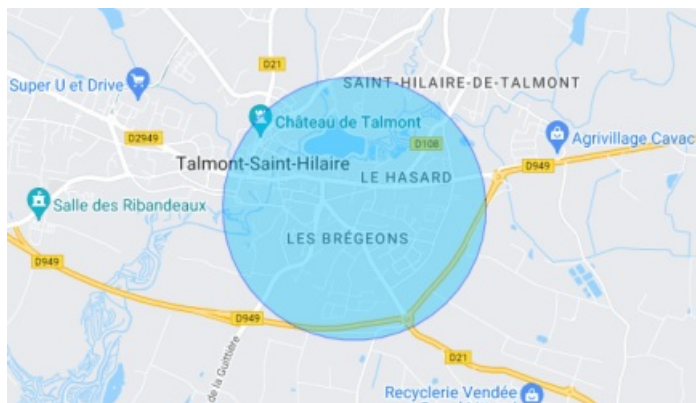 D21
SAINT-HILAIRE-DE-TALMONT
Super U et Drive
Château de Talmont
D2949
D108
Agrivillage Cavac
Talmont-Saint-Hilaire
D949
LE HASARD
Salle des Ribandeaux
LES BRÉGEONS
D949
D949
de la Guittière
D21
Recyclerie Vendée